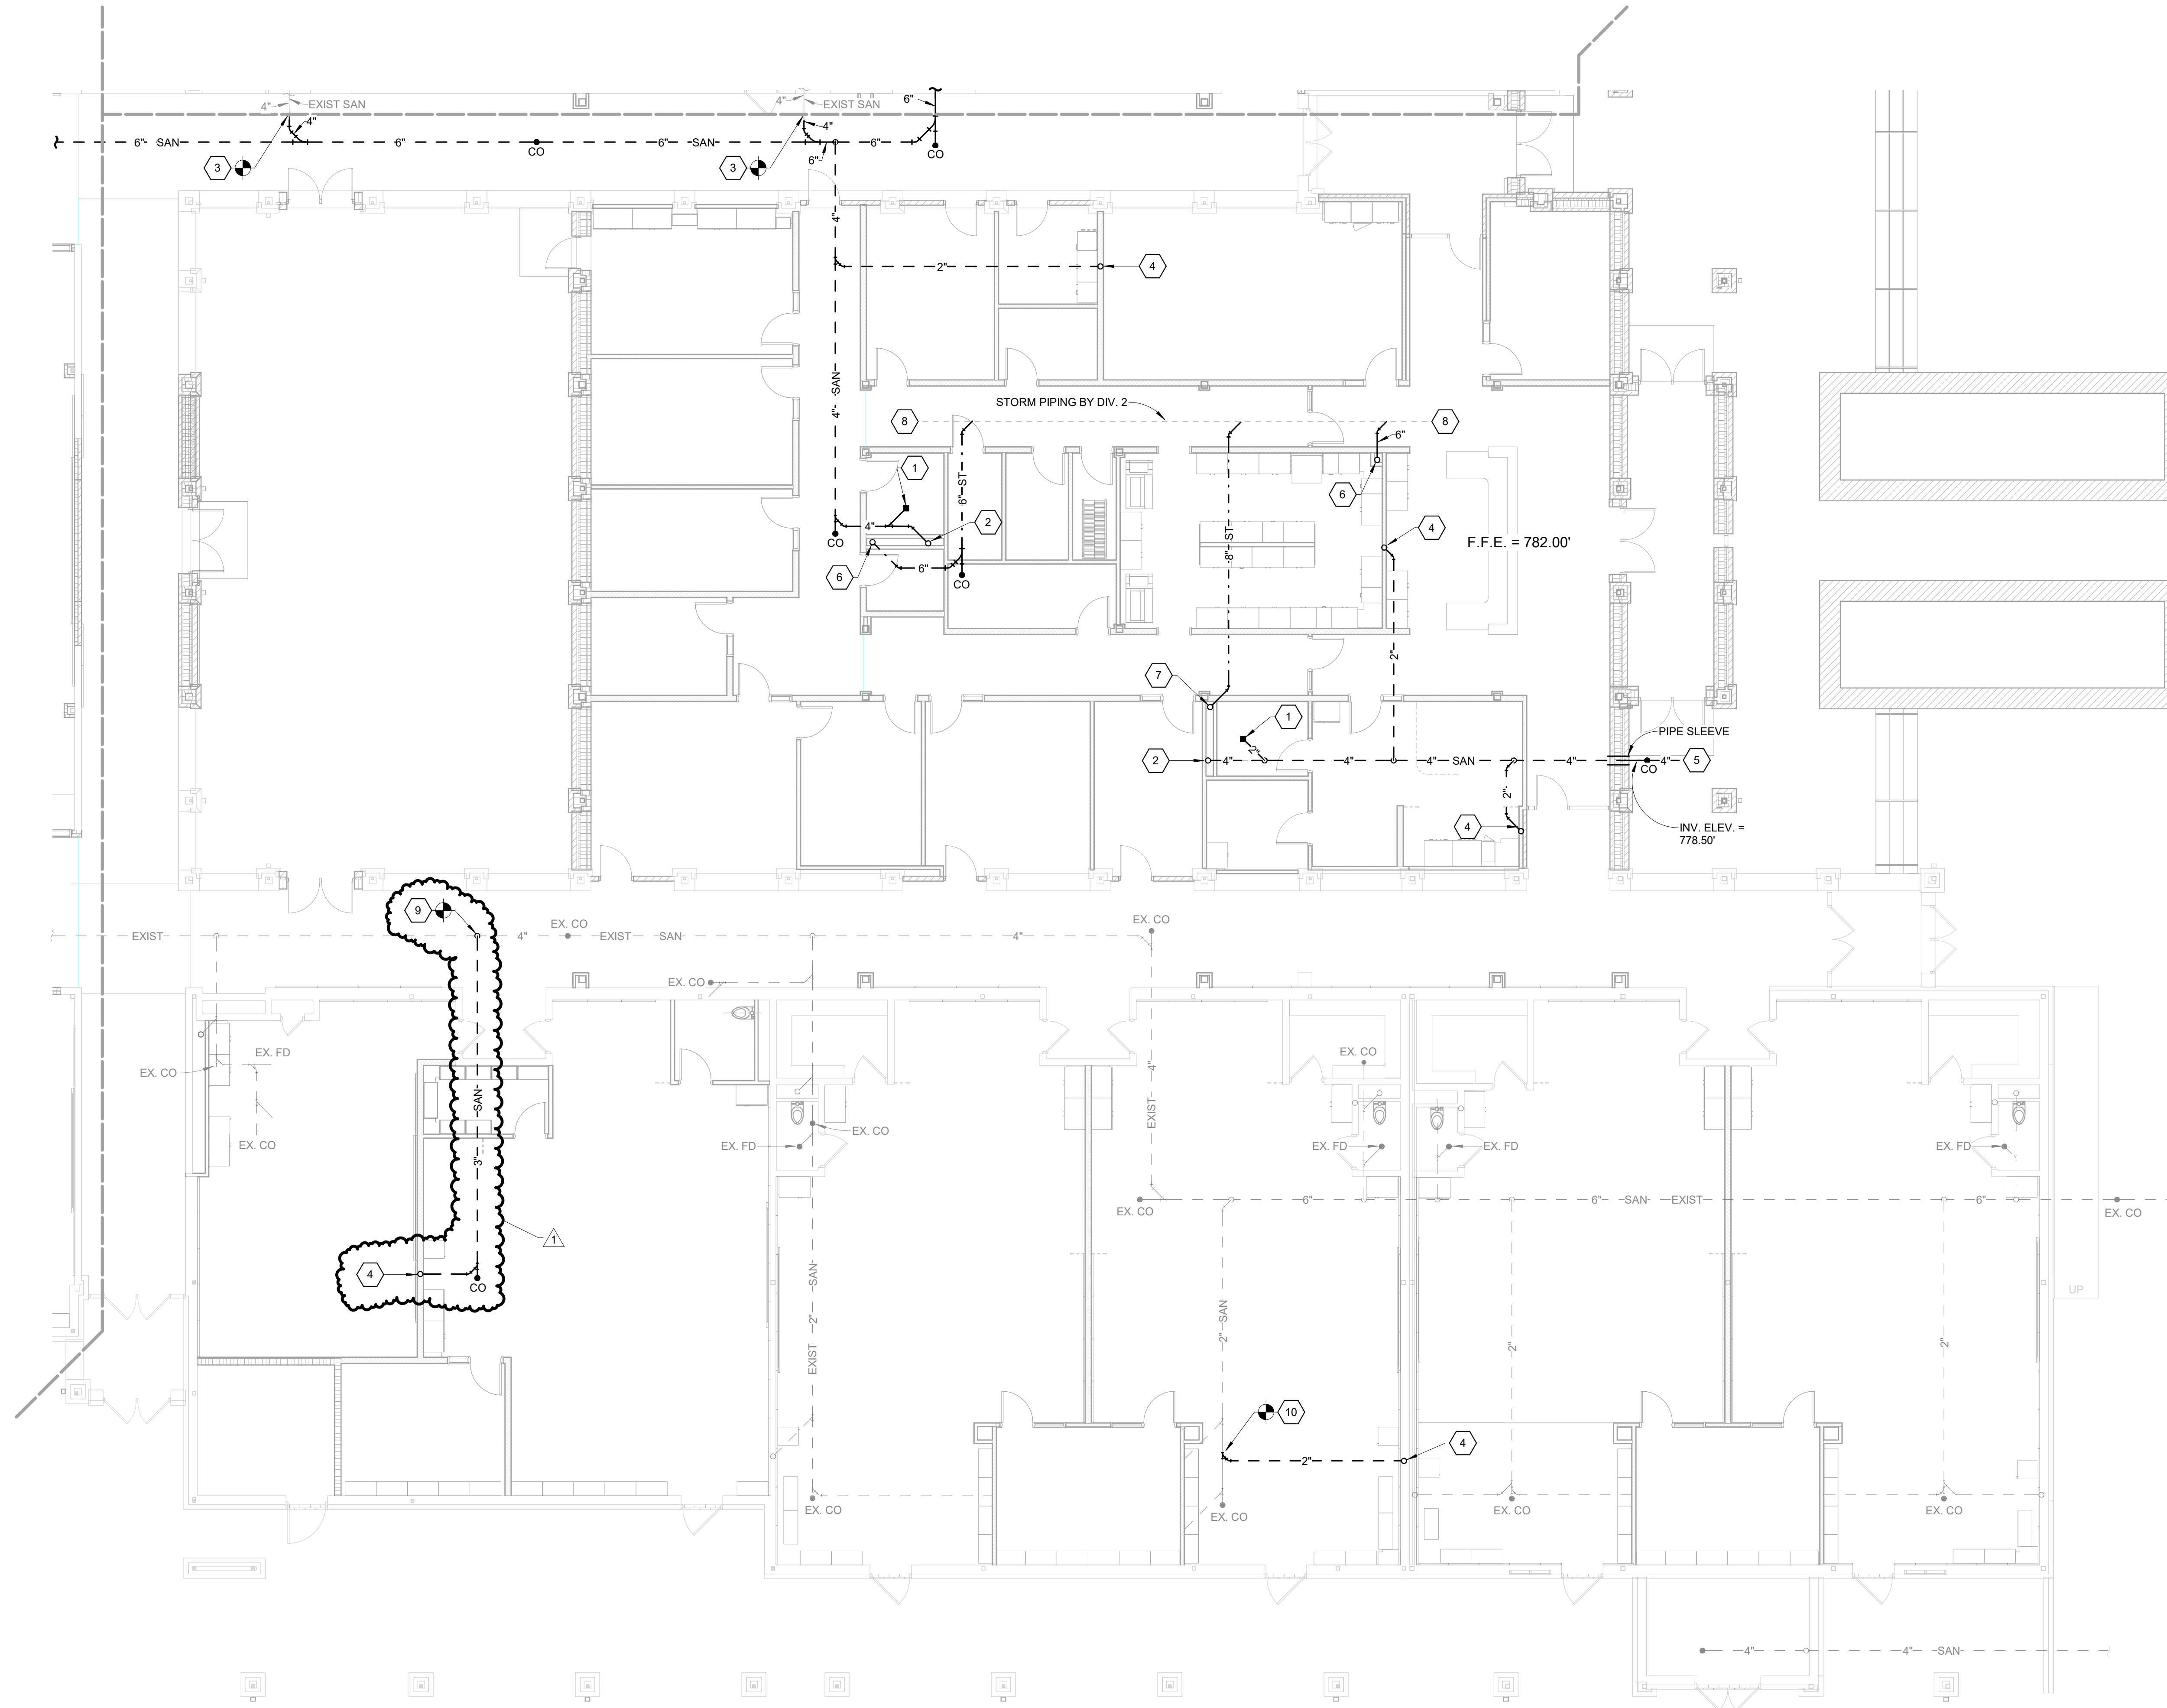 4" EXIST SAN
4" EXIST SAN
6"
4"
4"
6" SAN
6"
6" SAN
6"
6"
CO
CO
3
3
4"
2"
4
4" SAN
STORM PIPING BY DIV. 2
8
8
6"
1
6" ST
6
2
4
8" ST
F.F.E. = 782.00'
4"
CO
6
6"
CO
2"
7
1
PIPE SLEEVE
2"
2
4"
4"
4" SAN
4"
4"
5
CO
2"
4
INV. ELEV. =
778.50'
9
EXIST
4"
EX. CO
EXIST SAN
4"
EX. CO
EX. CO
EX. FD
EX. CO
EX. CO
4"
EXIST
EX. CO
SAN
EX. CO
EX. FD
EX. FD
EX. FD
EX. FD
3"
EX. CO
6"
6" SAN EXIST
6"
EX. CO
1
4
CO
EXIST 2" SAN
2" SAN
2"
2"
UP
10
4
2"
EX. CO
EX. CO
EX. CO
EX. CO
4"
4" SAN